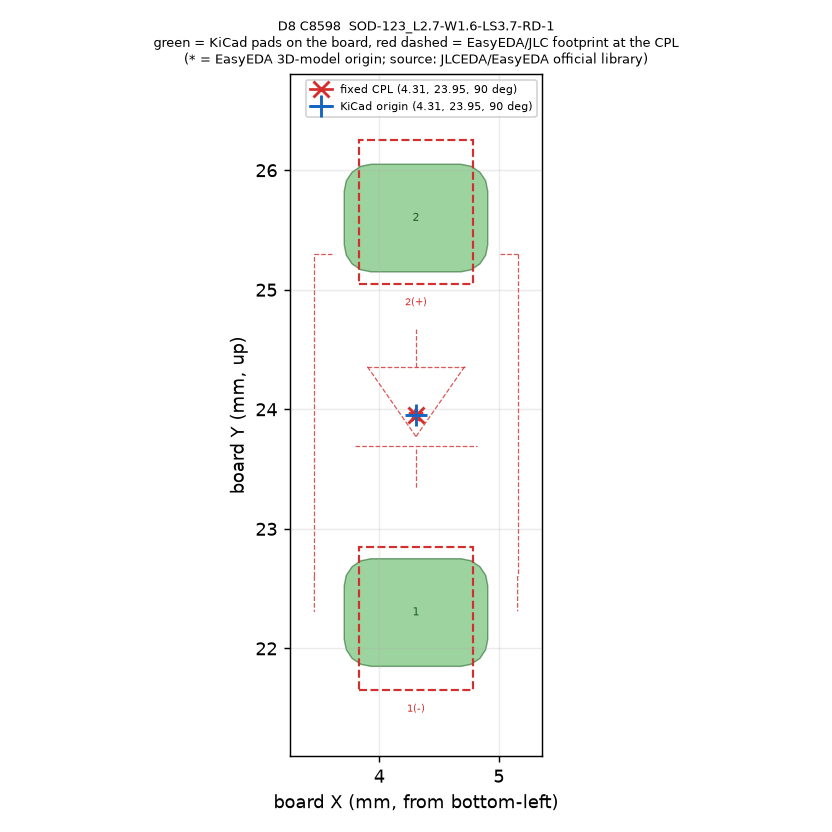 D8 C8598  SOD-123_L2.7-W1.6-LS3.7-RD-1
green = KiCad pads on the board, red dashed = EasyEDA/JLC footprint at the CPL
(* = EasyEDA 3D-model origin; source: JLCEDA/EasyEDA official library)
fixed CPL (4.31, 23.95, 90 deg)
KiCad origin (4.31, 23.95, 90 deg)
26
2
25
2(+)
24
23
1
22
1(-)
4 5
board Y (mm, up)
board X (mm, from bottom-left)